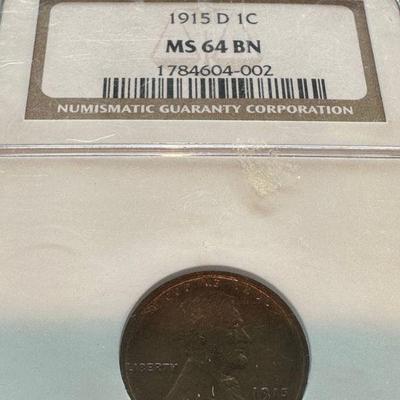 1915 D 1C
MS 64 BN
1784604-002
NUMISMATIC GUARANTY CORPORATION
LIBERTY
1915